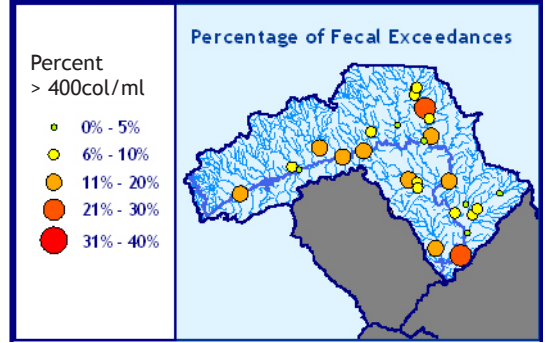 Percentage of Fecal Exceedances
Percent
> 400col/ml
0% - 5%
6% - 10%
11% - 20%
21% - 30%
31% - 40%